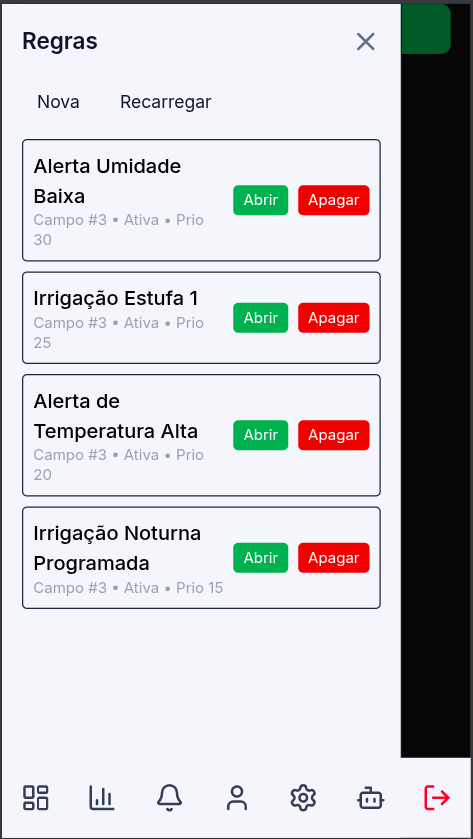 Regras
Nova Recarregar
Alerta Umidade
Baixa
Campo #3 • Ativa • Prio
30
Abrir Apagar
Irrigação Estufa 1
Campo #3 • Ativa • Prio
25
Abrir Apagar
Alerta de
Temperatura Alta
Campo #3 • Ativa • Prio
20
Abrir Apagar
Irrigação Noturna
Programada
Campo #3 • Ativa • Prio 15
Abrir Apagar